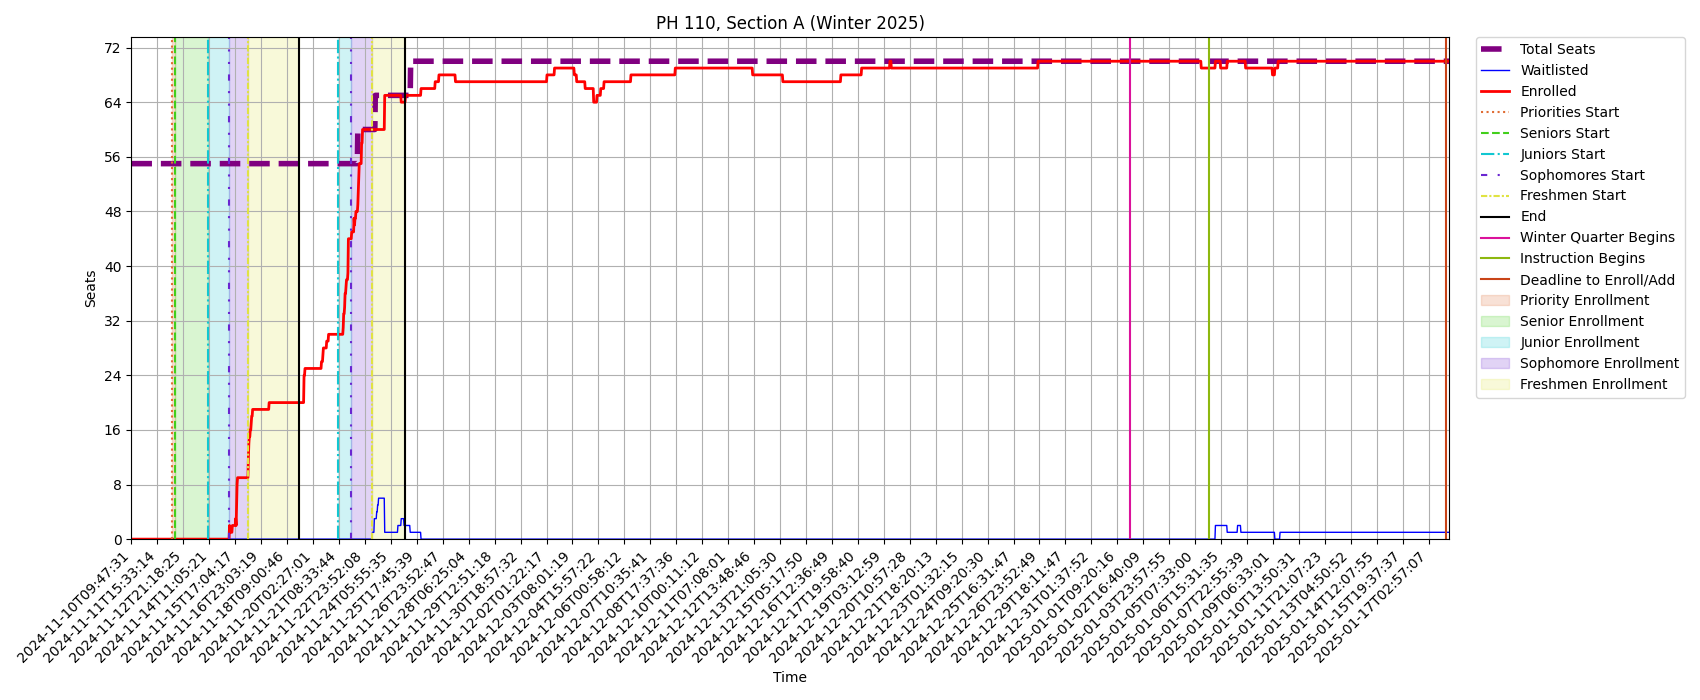 PH 110, Section A (Winter 2025)
Total Seats
Waitlisted
Enrolled
Priorities Start
Seniors Start
Juniors Start
Sophomores Start
Freshmen Start
End
Winter Quarter Begins
Instruction Begins
Deadline to Enroll/Add
Priority Enrollment
Senior Enrollment
Junior Enrollment
Sophomore Enrollment
Freshmen Enrollment
Seats
72
64
56
48
40
32
24
16
8
0
2024-11-10T09:47:31
2024-11-11T15:33:14
2024-11-12T21:18:25
2024-11-14T11:05:21
2024-11-15T17:04:17
2024-11-16T23:03:19
2024-11-18T09:00:46
2024-11-20T02:27:01
2024-11-21T08:33:44
2024-11-22T23:52:08
2024-11-24T05:55:35
2024-11-25T17:45:39
2024-11-26T23:52:47
2024-11-28T06:25:04
2024-11-29T12:51:18
2024-11-30T18:57:32
2024-12-02T01:22:17
2024-12-03T08:01:19
2024-12-04T15:57:22
2024-12-06T00:58:12
2024-12-07T10:35:41
2024-12-08T17:37:36
2024-12-10T00:11:12
2024-12-11T07:08:01
2024-12-12T13:48:46
2024-12-13T21:05:30
2024-12-15T05:17:50
2024-12-16T12:36:49
2024-12-17T19:58:40
2024-12-19T03:12:59
2024-12-20T10:57:28
2024-12-21T18:20:13
2024-12-23T01:32:15
2024-12-24T09:20:30
2024-12-25T16:31:47
2024-12-26T23:52:49
2024-12-29T18:11:47
2024-12-31T01:37:52
2025-01-01T09:20:16
2025-01-02T16:40:09
2025-01-03T23:57:55
2025-01-05T07:33:00
2025-01-06T15:31:35
2025-01-07T22:55:39
2025-01-09T06:33:01
2025-01-10T13:50:31
2025-01-11T21:07:23
2025-01-13T04:50:52
2025-01-14T12:07:55
2025-01-15T19:37:37
2025-01-17T02:57:07
Time